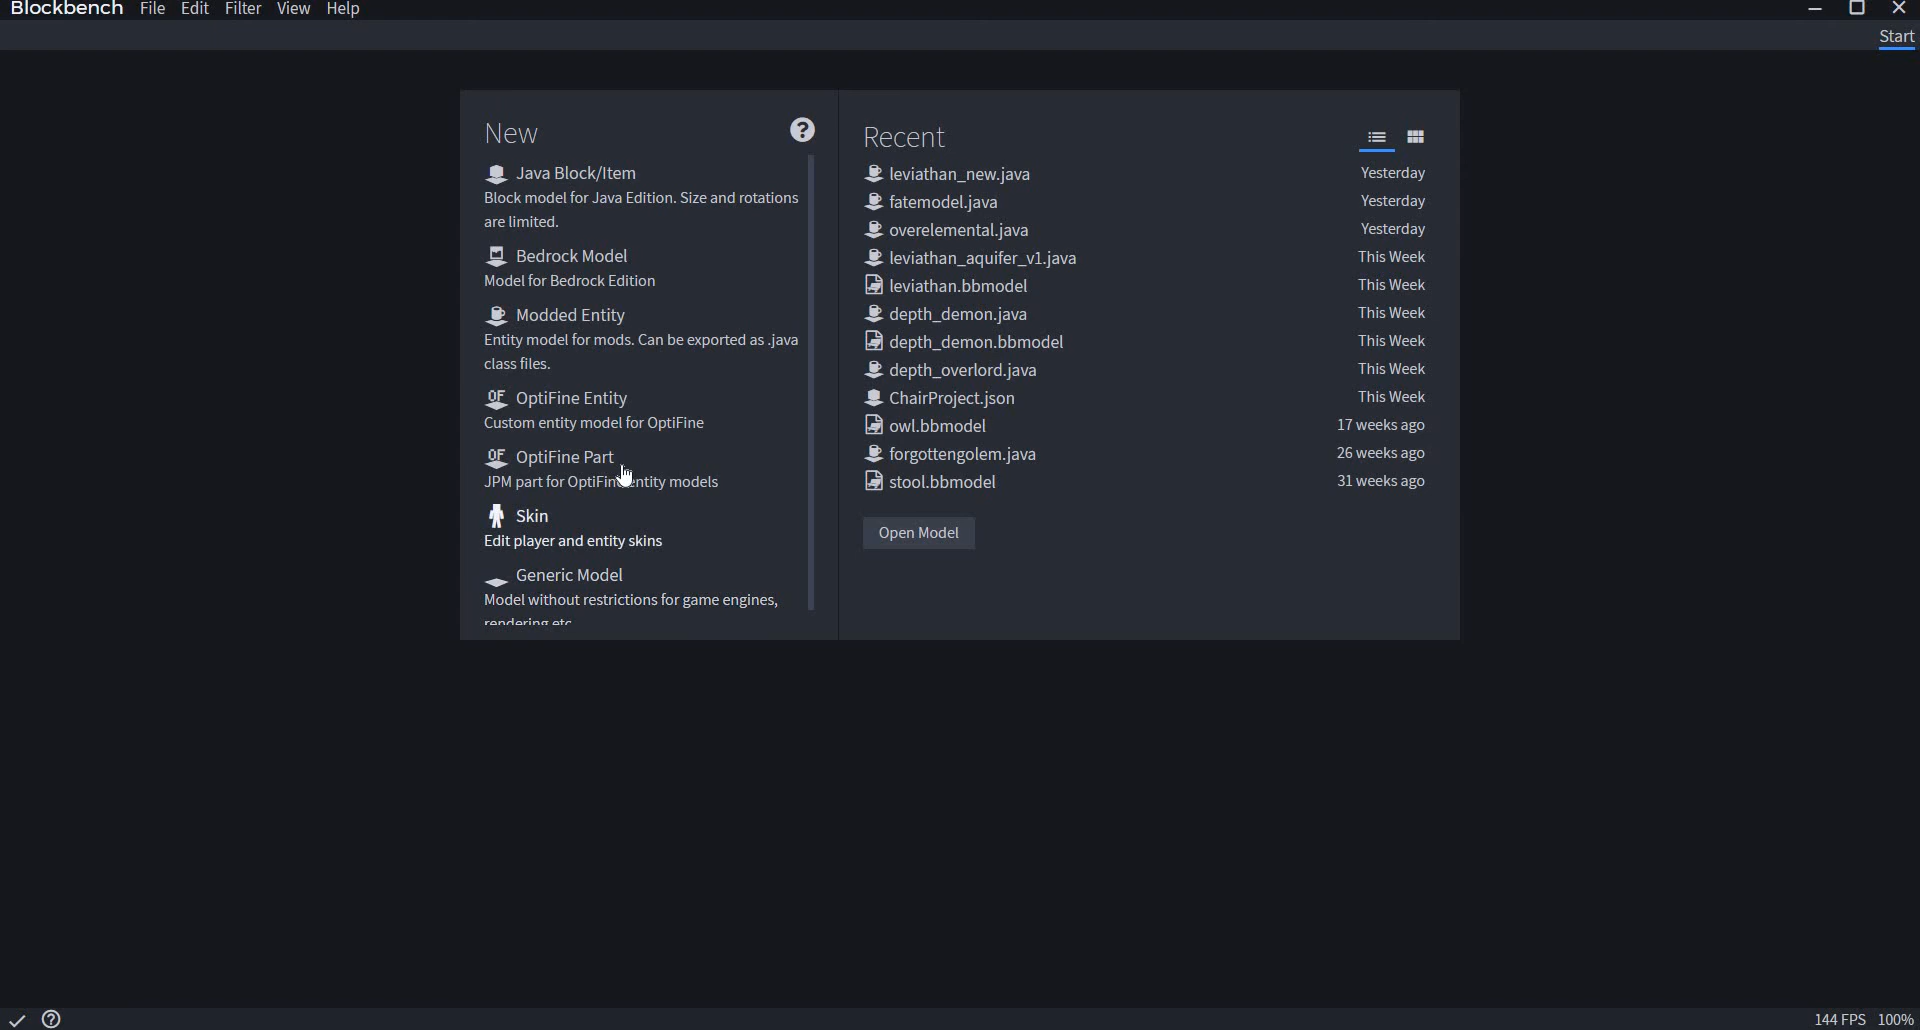 Blockbench File Edit Filter View Help
Start
New
Java Block/Item
Block model for Java Edition. Size and rotations
are limited.
Bedrock Model
Model for Bedrock Edition
Modded Entity
Entity model for mods. Can be exported as .java
class files.
OptiFine Entity
Custom entity model for OptiFine
OptiFine Part
JPM part for OptiFine entity models
Skin
Edit player and entity skins
Generic Model
Model without restrictions for game engines,
rendering etc
Recent
leviathan_new.java Yesterday
fatemodel.java Yesterday
overelemental.java Yesterday
leviathan_aquifer_v1.java This Week
leviathan.bbmodel This Week
depth_demon.java This Week
depth_demon.bbmodel This Week
depth_overlord.java This Week
ChairProject.json This Week
owl.bbmodel 17 weeks ago
forgottengolem.java 26 weeks ago
stool.bbmodel 31 weeks ago
Open Model
144 FPS 100%